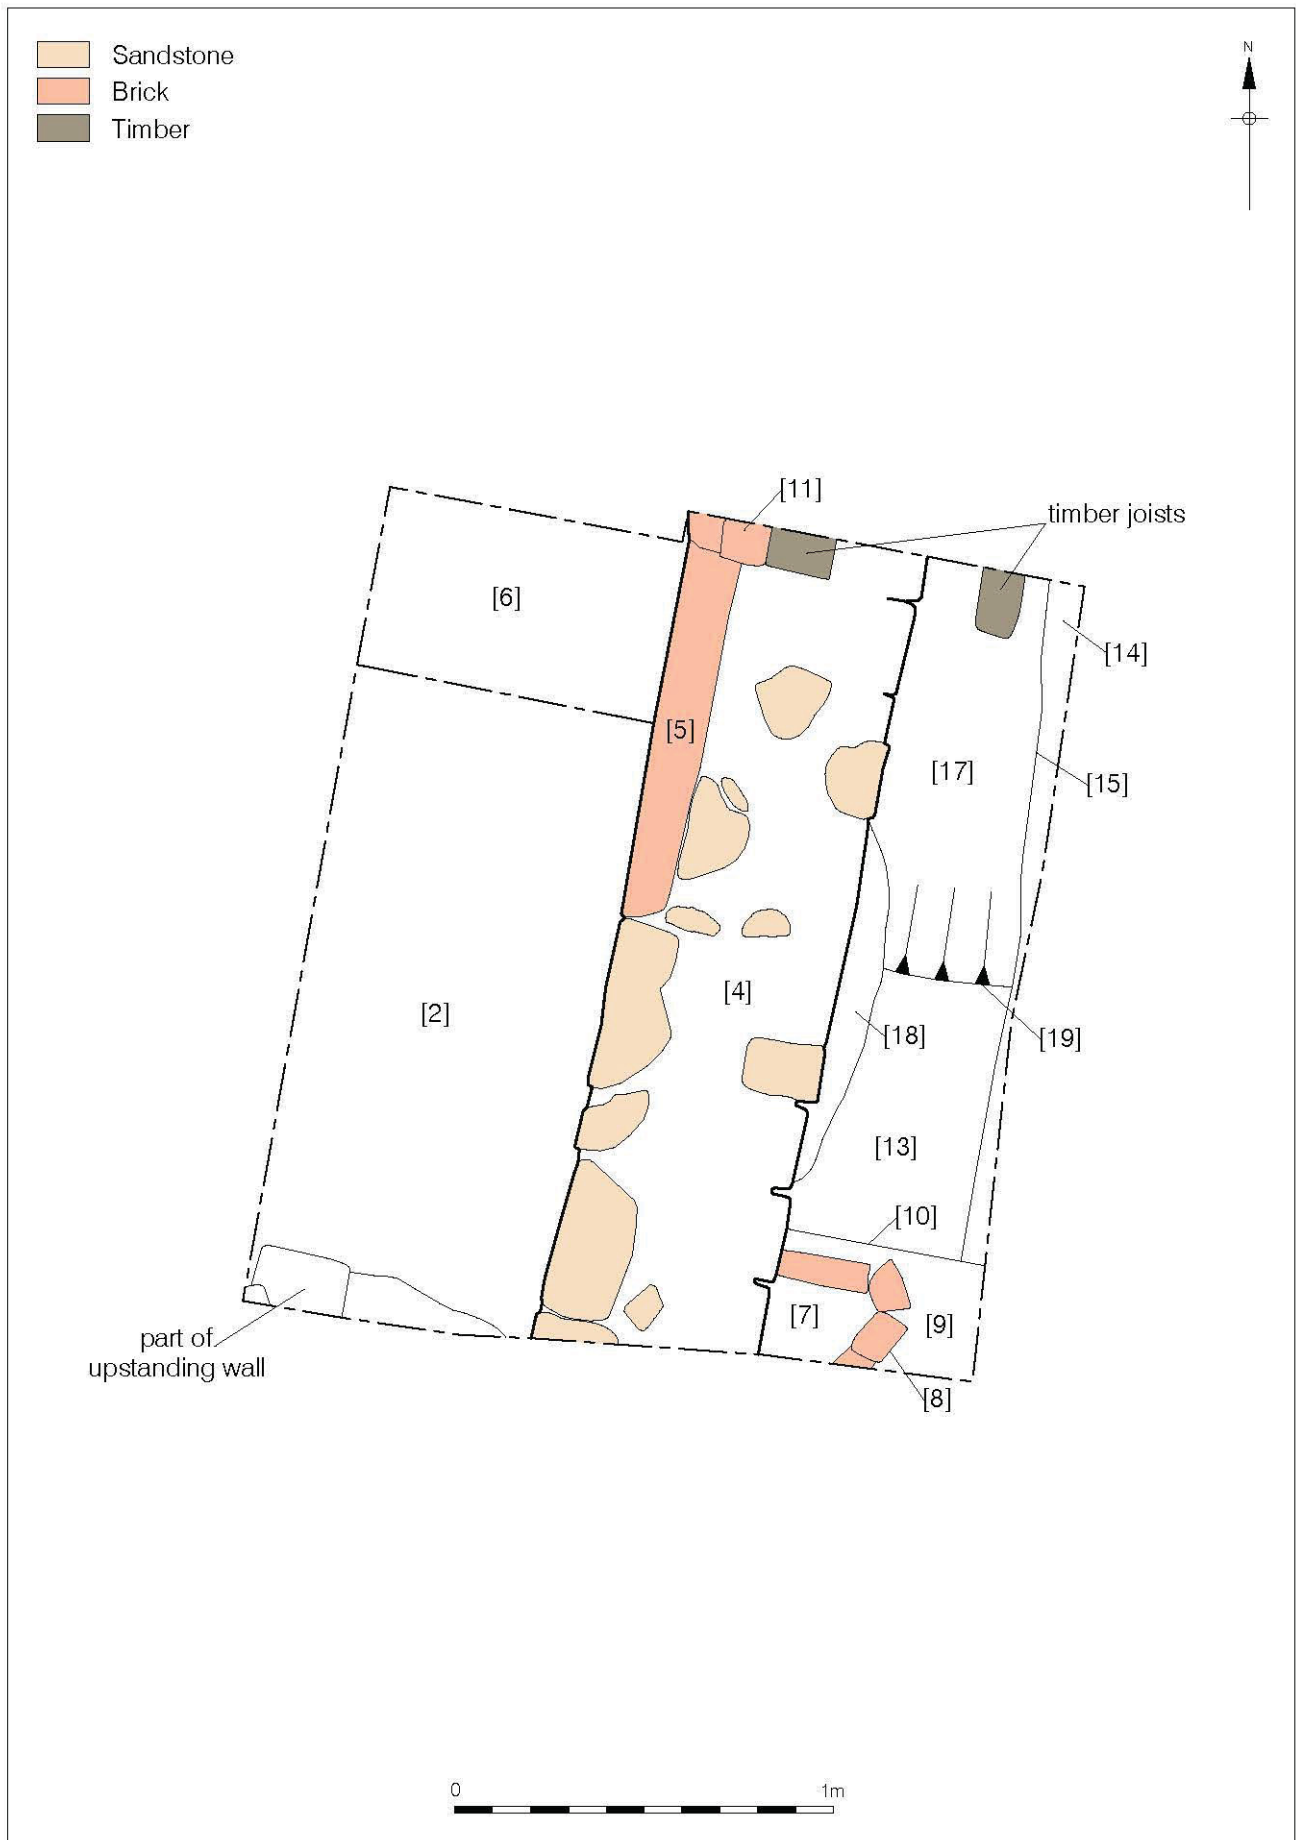 Sandstone
Brick
Timber
N
[11]
timber joists
[6]
[14]
[5]
[17]
[15]
[4]
[2]
[18]
[19]
[13]
[10]
[7]
[9]
part of
upstanding wall
[8]
0
1m